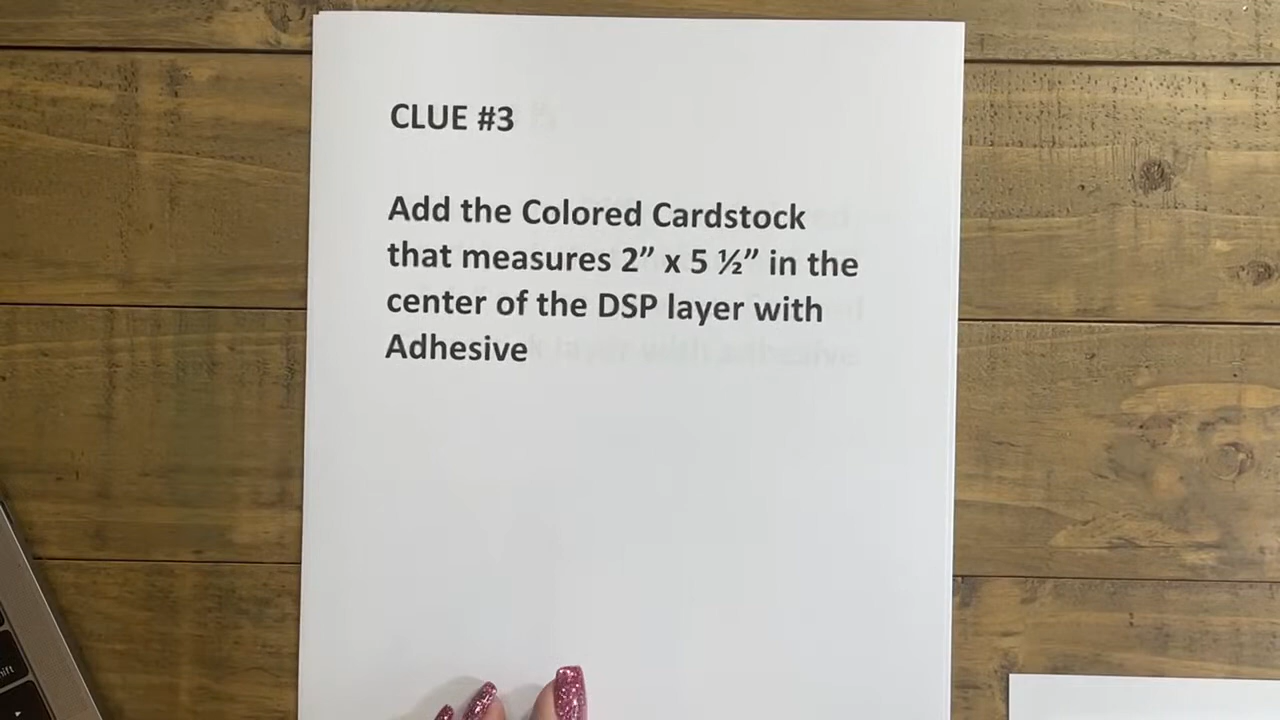 CLUE #3
Add the Colored Cardstock
that measures 2” x 5 ½” in the
center of the DSP layer with
Adhesive